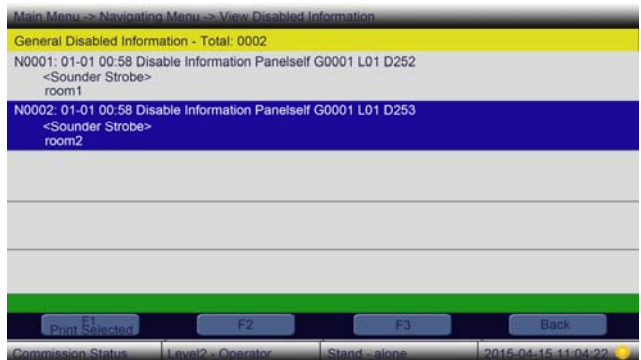 Main Menu -> Navigating Menu -> View Disabled Information
General Disabled Information - Total: 0002
N0001: 01-01 00:58 Disable Information Panelself G0001 L01 D252
<Sounder Strobe>
room1
N0002: 01-01 00:58 Disable Information Panelself G0001 L01 D253
<Sounder Strobe>
room2
F1
Print Selected
F2
F3
Back
Commission Status
Level2 - Operator
Stand - alone
2015-04-15 11:04:22